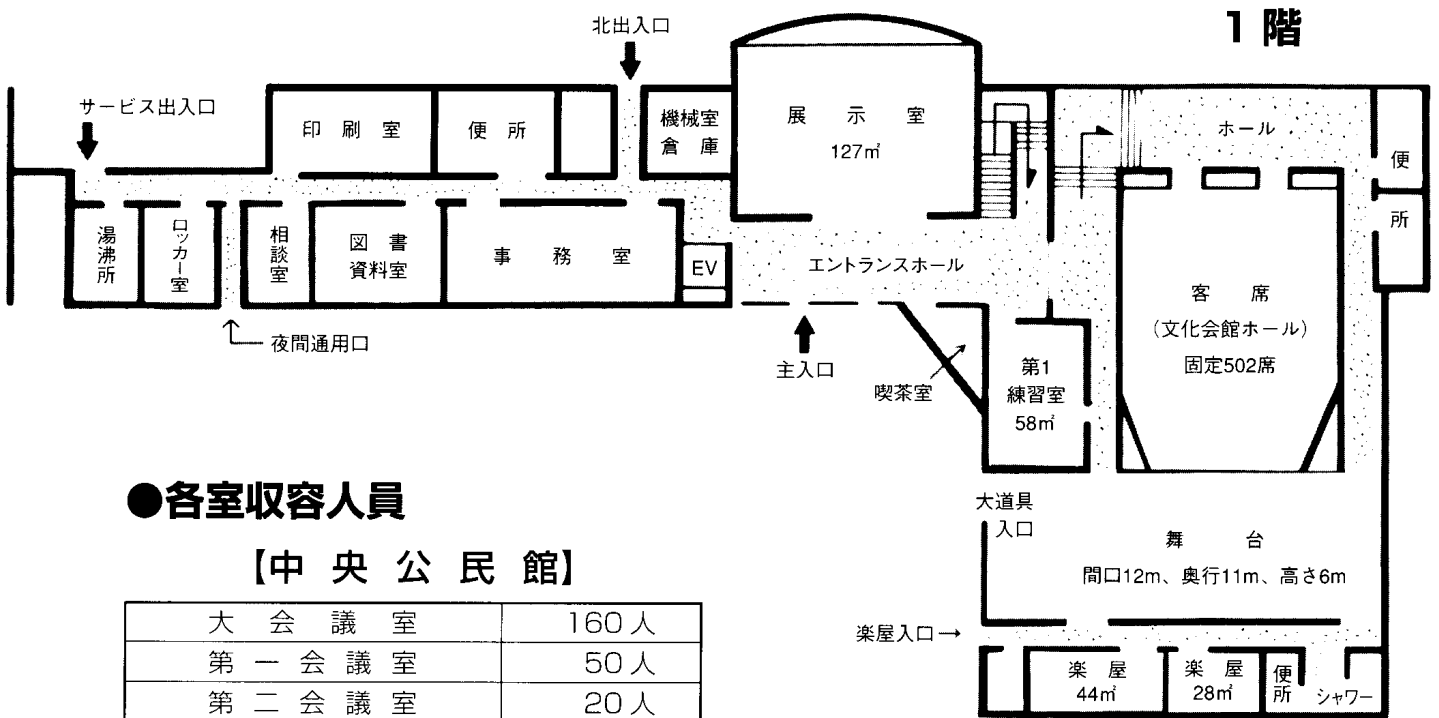 1階
北出入口
サービス出入口
印刷室
便所
機械室
倉庫
展示室
127㎡
ホール
便
所
湯沸所
ロッカー室
相談室
図書
資料室
事務室
EV
エントランスホール
客席
(文化会館ホール)
固定502席
夜間通用口
主入口
喫茶室
第1
練習室
58㎡
大道具
入口
舞台
間口12m、奥行11m、高さ6m
楽屋入口→
楽屋
44㎡
楽屋
28㎡
便所
シャワー
●各室収容人員
【中央公民館】
大会議室 160人
第一会議室 50人
第二会議室 20人